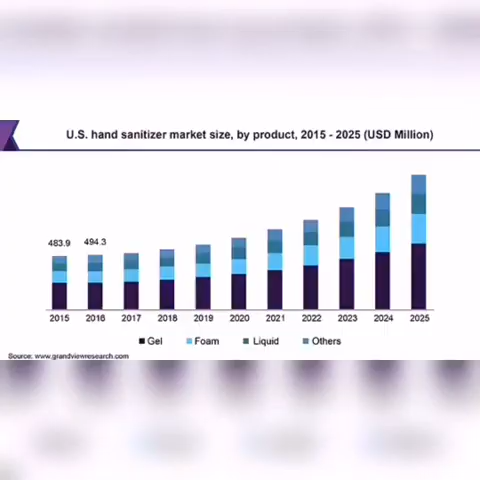 U.S. hand sanitizer market size, by product, 2015 - 2025 (USD Million)
483.9 494.3
2015 2016 2017 2018 2019 2020 2021 2022 2023 2024 2025
Gel Foam Liquid Others
Source: www.grandviewresearch.com